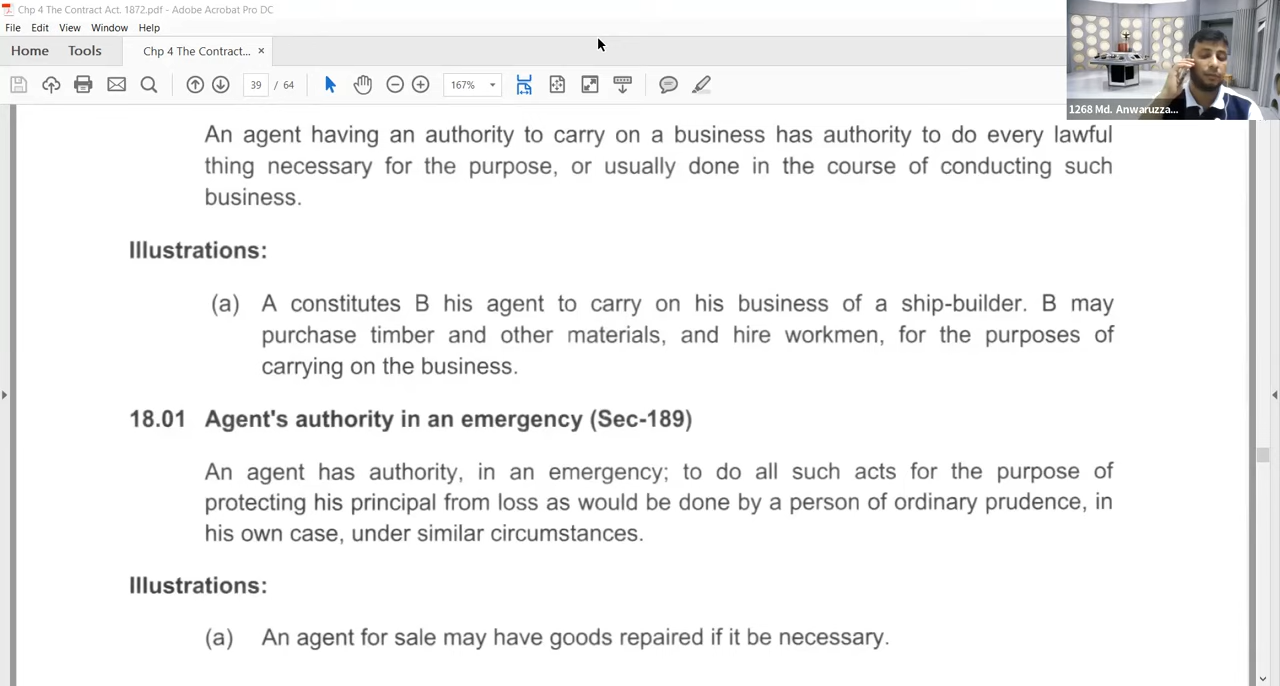 Chp 4 The Contract Act. 1872.pdf - Adobe Acrobat Pro DC
File Edit View Window Help
Home Tools Chp 4 The Contract... ×
39 / 64 167%
1268 Md. Anwaruzza...
An agent having an authority to carry on a business has authority to do every lawful
thing necessary for the purpose, or usually done in the course of conducting such
business.
Illustrations:
(a) A constitutes B his agent to carry on his business of a ship-builder. B may
purchase timber and other materials, and hire workmen, for the purposes of
carrying on the business.
18.01 Agent's authority in an emergency (Sec-189)
An agent has authority, in an emergency; to do all such acts for the purpose of
protecting his principal from loss as would be done by a person of ordinary prudence, in
his own case, under similar circumstances.
Illustrations:
(a) An agent for sale may have goods repaired if it be necessary.